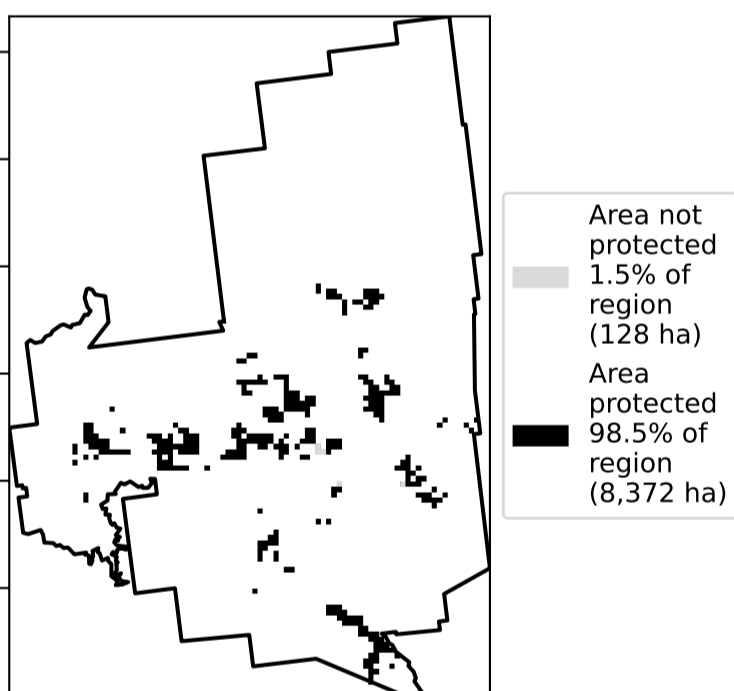 Area not
protected
1.5% of
region
(128 ha)
Area
protected
98.5% of
region
(8,372 ha)